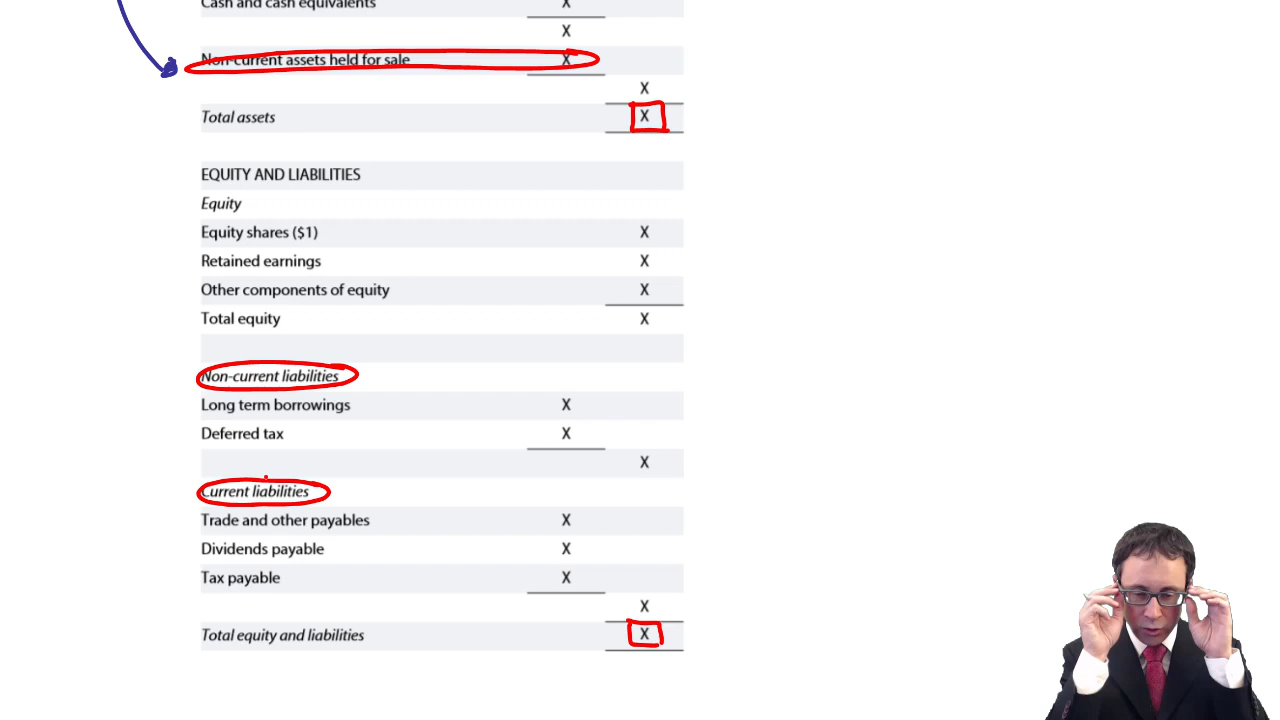 Cash and cash equivalents X
X
Non-current assets held for sale X
X
Total assets X
EQUITY AND LIABILITIES
Equity
Equity shares ($1) X
Retained earnings X
Other components of equity X
Total equity X
Non-current liabilities
Long term borrowings X
Deferred tax X
X
Current liabilities
Trade and other payables X
Dividends payable X
Tax payable X
X
Total equity and liabilities X